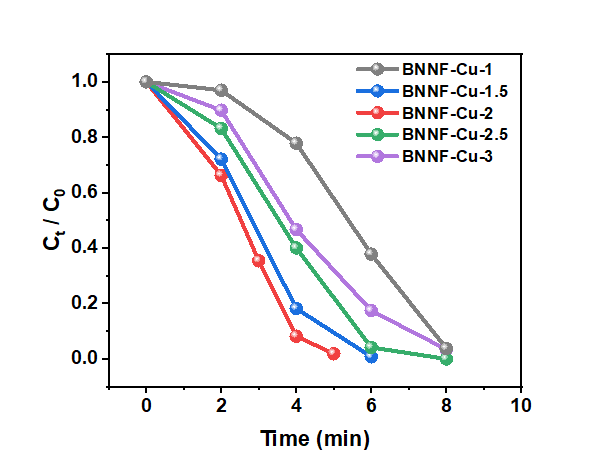 BNNF-Cu-1
BNNF-Cu-1.5
BNNF-Cu-2
BNNF-Cu-2.5
BNNF-Cu-3
1.0
0.8
0.6
0.4
0.2
0.0
Ct / C0
0 2 4 6 8 10
Time (min)